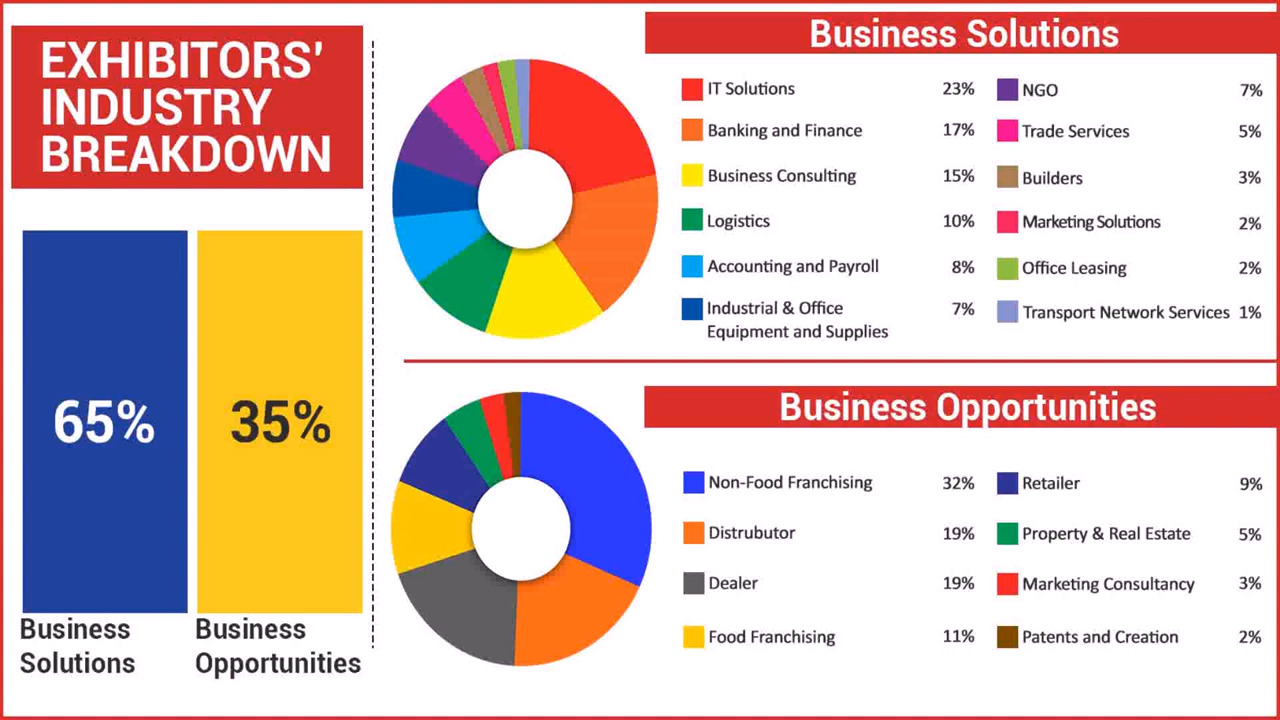 EXHIBITORS'
INDUSTRY
BREAKDOWN
65%
35%
Business
Solutions
Business
Opportunities
Business Solutions
IT Solutions 23%
Banking and Finance 17%
Business Consulting 15%
Logistics 10%
Accounting and Payroll 8%
Industrial & Office 7%
Equipment and Supplies
NGO 7%
Trade Services 5%
Builders 3%
Marketing Solutions 2%
Office Leasing 2%
Transport Network Services 1%
Business Opportunities
Non-Food Franchising 32%
Distrubutor 19%
Dealer 19%
Food Franchising 11%
Retailer 9%
Property & Real Estate 5%
Marketing Consultancy 3%
Patents and Creation 2%